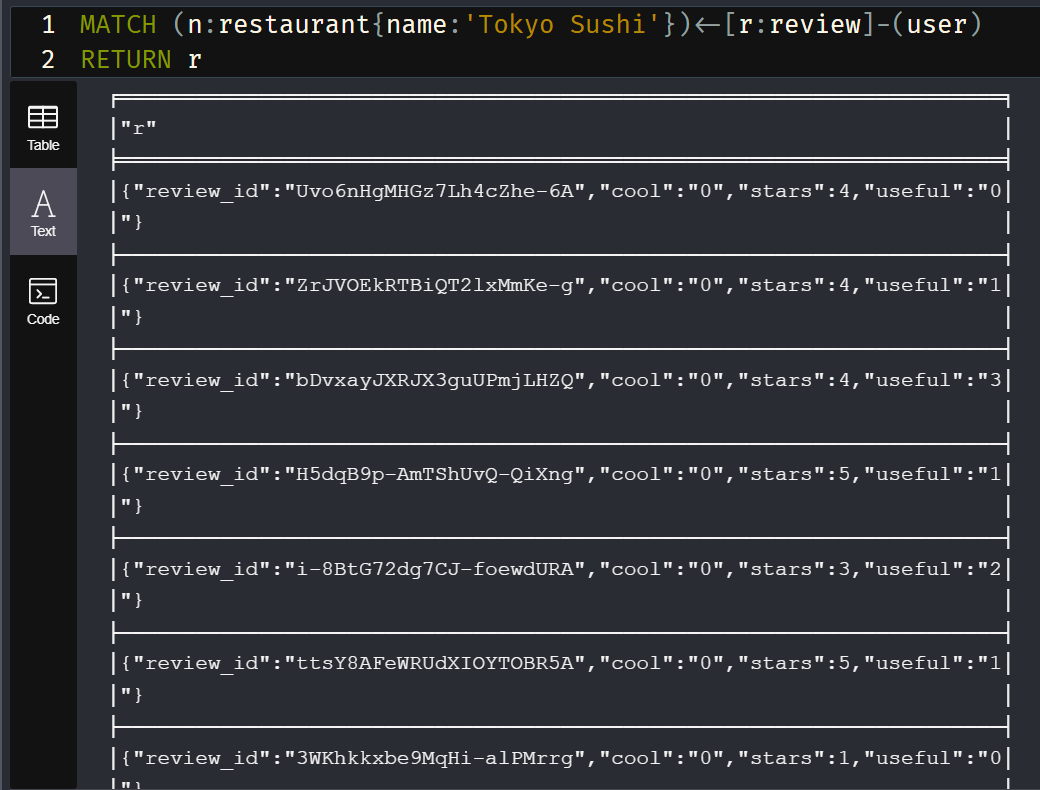 1 MATCH (n:restaurant{name:'Tokyo Sushi'})<-[r:review]-(user)
2 RETURN r
Table
Text
Code
"r"
{"review_id":"Uvo6nHgMHGz7Lh4cZhe-6A","cool":"0","stars":4,"useful":"0
"}
{"review_id":"ZrJVOEkRTBiQT2lxMmKe-g","cool":"0","stars":4,"useful":"1
"}
{"review_id":"bDvxayJXRJX3guUPmjLHZQ","cool":"0","stars":4,"useful":"3
"}
{"review_id":"H5dqB9p-AmTShUvQ-QiXng","cool":"0","stars":5,"useful":"1
"}
{"review_id":"i-8BtG72dg7CJ-foewdURA","cool":"0","stars":3,"useful":"2
"}
{"review_id":"ttsY8AFeWRUdXIOYTOBR5A","cool":"0","stars":5,"useful":"1
"}
{"review_id":"3WKhkkxbe9MqHi-alPMrrg","cool":"0","stars":1,"useful":"0
"}